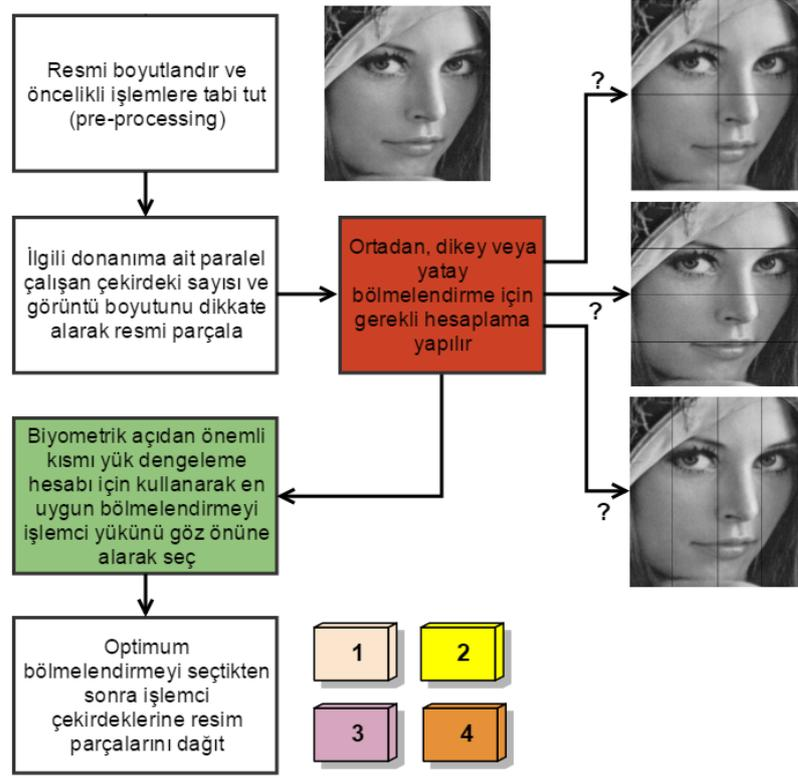 Resmi boyutlandır ve
öncelikli işlemlere tabi tut
(pre-processing)
İlgili donanıma ait paralel
çalışan çekirdeki sayısı ve
görüntü boyutunu dikkate
alarak resmi parçala
Ortadan, dikey veya
yatay
bölmelendirme için
gerekli hesaplama
yapılır
?
?
?
Biyometrik açıdan önemli
kısmı yük dengeleme
hesabı için kullanarak en
uygun bölmelendirmeyi
işlemci yükünü göz önüne
alarak seç
Optimum
bölmelendirmeyi seçtikten
sonra işlemci
çekirdeklerine resim
parçalarını dağıt
1
2
3
4